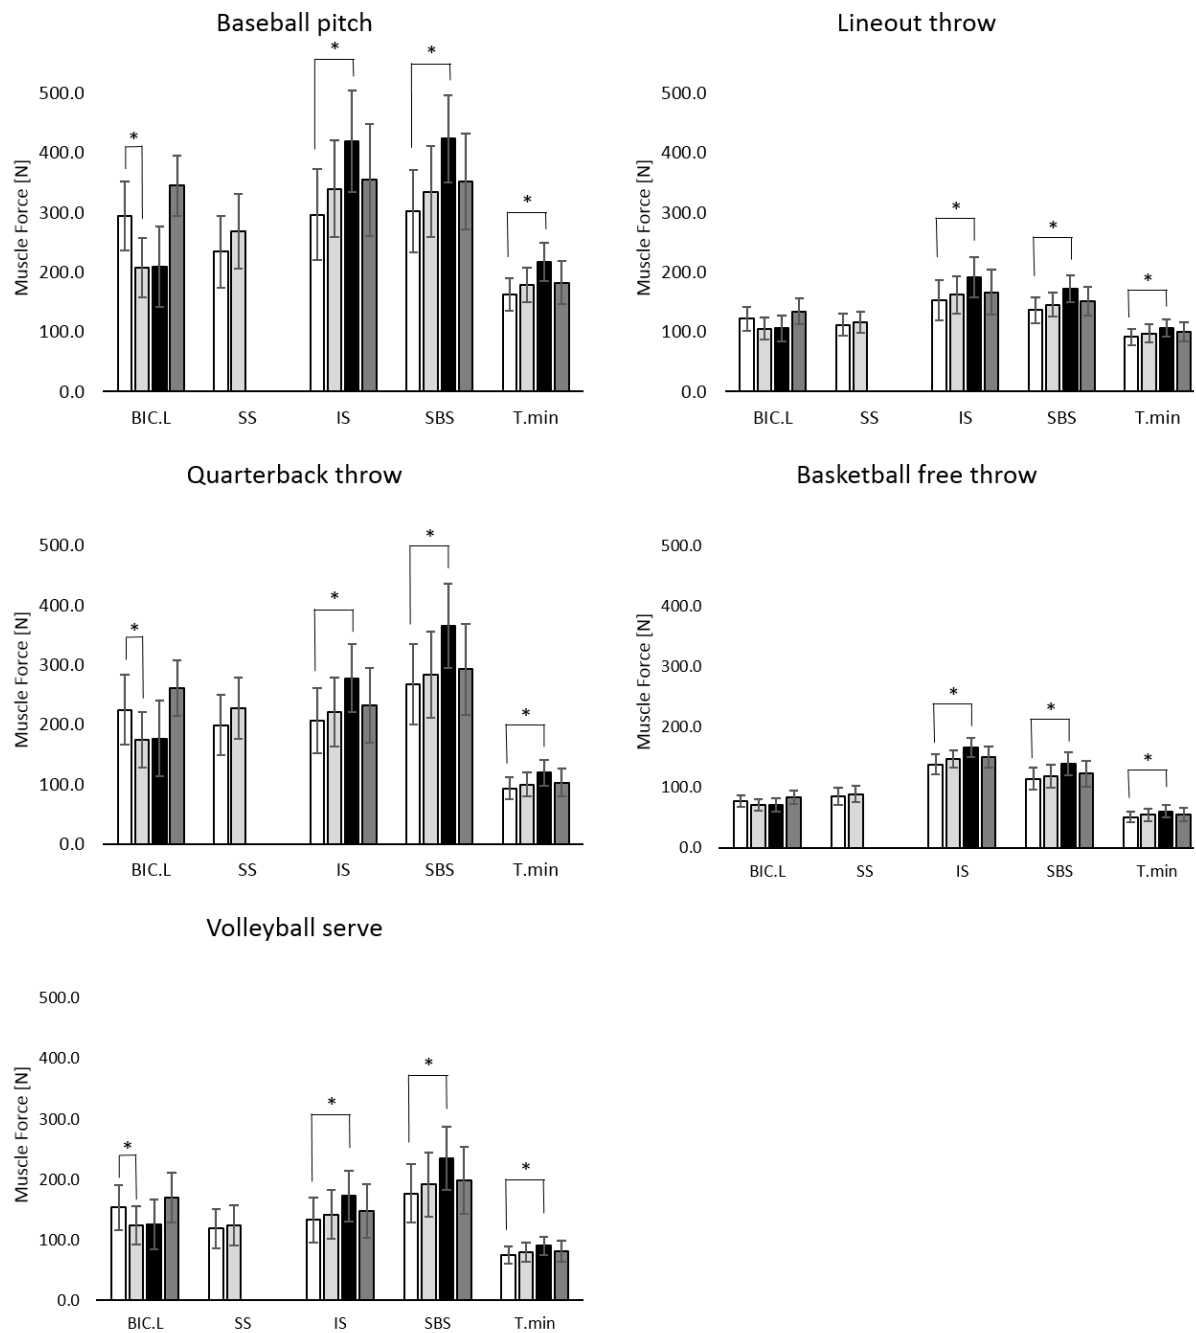 Baseball pitch
Muscle Force [N]
500.0
400.0
300.0
200.0
100.0
0.0
* * * *
BIC.L SS IS SBS T.min
Lineout throw
Muscle Force [N]
500.0
400.0
300.0
200.0
100.0
0.0
* * *
BIC.L SS IS SBS T.min
Quarterback throw
Muscle Force [N]
500.0
400.0
300.0
200.0
100.0
0.0
* * * *
BIC.L SS IS SBS T.min
Basketball free throw
Muscle Force [N]
500.0
400.0
300.0
200.0
100.0
0.0
* * *
BIC.L SS IS SBS T.min
Volleyball serve
Muscle Force [N]
500.0
400.0
300.0
200.0
100.0
0.0
* * * *
BIC.L SS IS SBS T.min